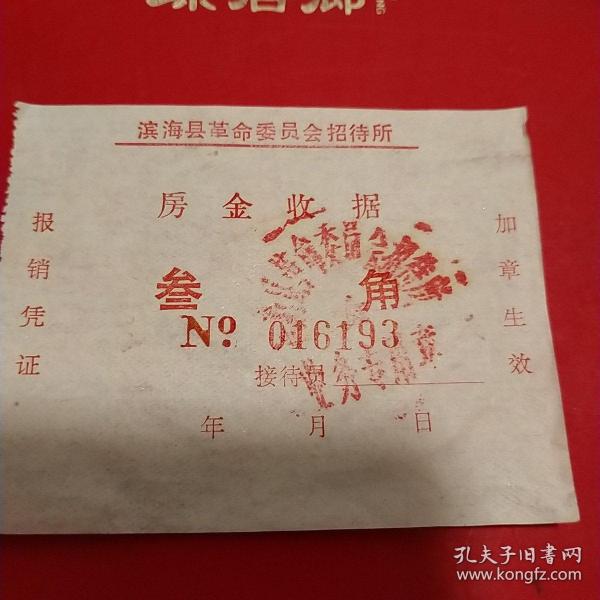 滨海县革命委员会招待所
房金收据
报销凭证
加章生效
叁角
No 016193
接待员
年 月 日
孔夫子旧书网
www.kongfz.com